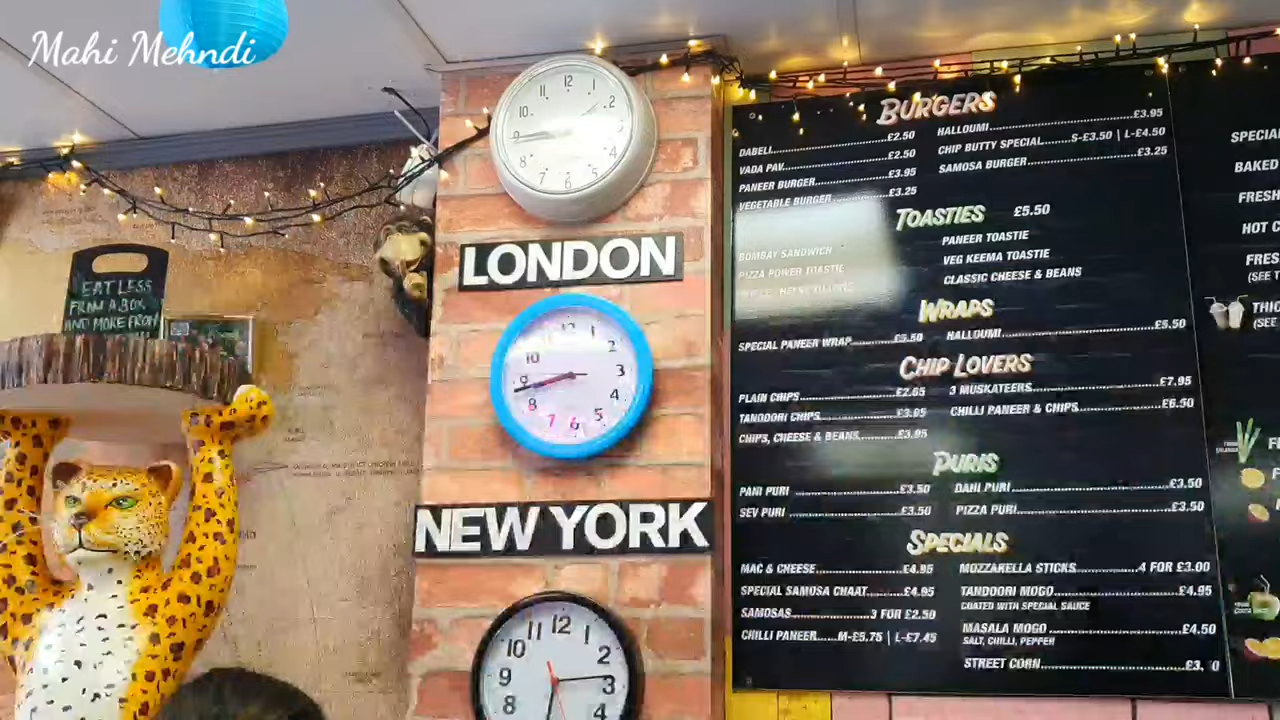 Mahi Mehndi
EAT LESS
FROM A BOX
AND MORE FROM
LONDON
NEW YORK
BURGERS
DABELI £2.50
VADA PAV £2.50
PANEER BURGER £3.95
VEGETABLE BURGER £3.25
HALLOUMI £3.95
CHIP BUTTY SPECIAL S-£3.50 | L-£4.50
SAMOSA BURGER £3.25
TOASTIES £5.50
BOMBAY SANDWICH
PIZZA POWER TOASTIE
PANEER TOASTIE
VEG KEEMA TOASTIE
CLASSIC CHEESE & BEANS
WRAPS
SPECIAL PANEER WRAP £5.50
HALLOUMI £5.50
CHIP LOVERS
PLAIN CHIPS £2.65
TANDOORI CHIPS £3.95
CHIPS, CHEESE & BEANS £3.95
3 MUSKATEERS £7.95
CHILLI PANEER & CHIPS £6.50
PURIS
PANI PURI £3.50
SEV PURI £3.50
DAHI PURI £3.50
PIZZA PURI £3.50
SPECIALS
MAC & CHEESE £4.95
SPECIAL SAMOSA CHAAT £4.95
SAMOSAS 3 FOR £2.50
CHILLI PANEER M-£5.75 | L-£7.45
MOZZARELLA STICKS 4 FOR £3.00
TANDOORI MOGO £4.95
COATED WITH SPECIAL SAUCE
MASALA MOGO £4.50
SALT, CHILLI, PEPPER
STREET CORN
BAKED
FRESH
HOT
(SEE
(SEE